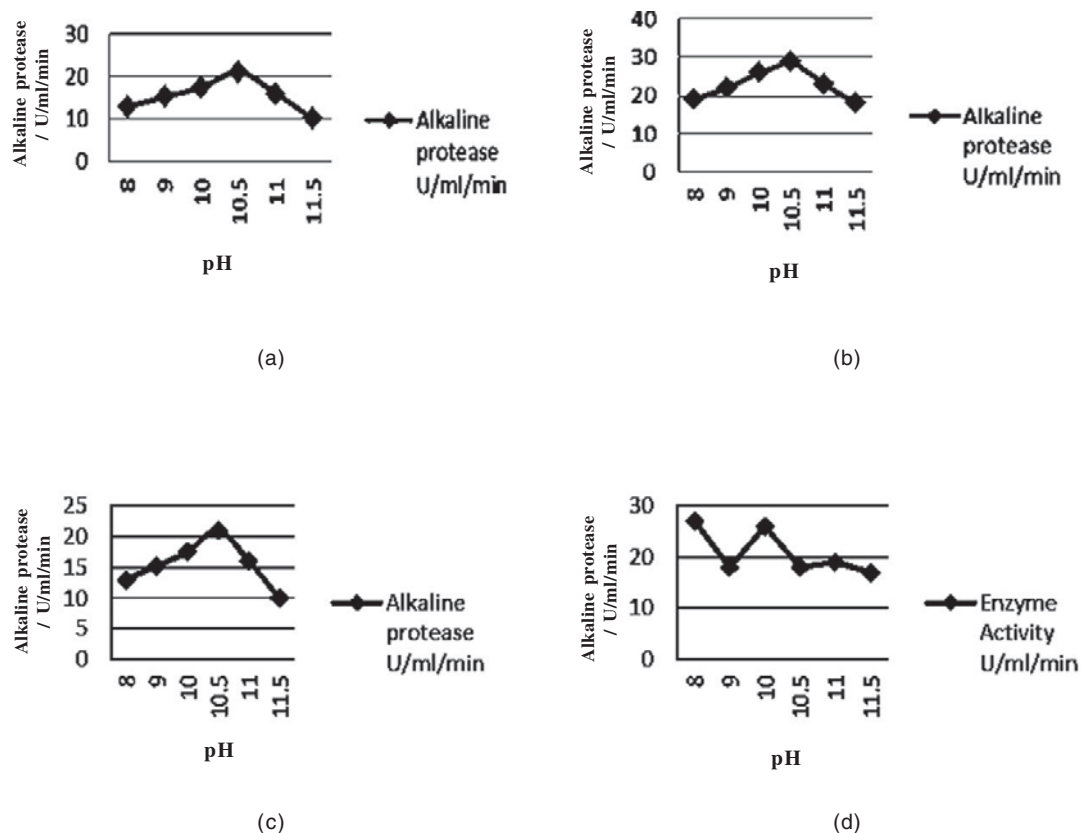 Alkaline protease
/ U/ml/min
30
20
10
0
8
9
10
10.5
11
11.5
pH
Alkaline
protease
U/ml/min
(a)
Alkaline protease
/ U/ml/min
40
30
20
10
0
8
9
10
10.5
11
11.5
pH
Alkaline
protease
U/ml/min
(b)
Alkaline protease
/ U/ml/min
25
20
15
10
5
0
8
9
10
10.5
11
11.5
pH
Alkaline
protease
U/ml/min
(c)
Alkaline protease
/ U/ml/min
30
20
10
0
8
9
10
10.5
11
11.5
pH
Enzyme
Activity
U/ml/min
(d)